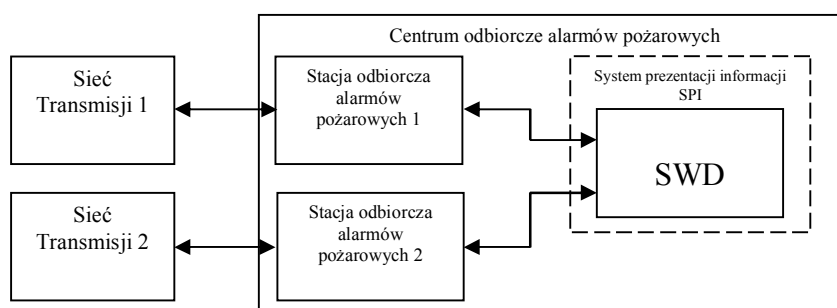 Centrum odbiorcze alarmów pożarowych
Sieć
Transmisji 1
Stacja odbiorcza
alarmów
pożarowych 1
System prezentacji informacji
SPI
SWD
Sieć
Transmisji 2
Stacja odbiorcza
alarmów
pożarowych 2